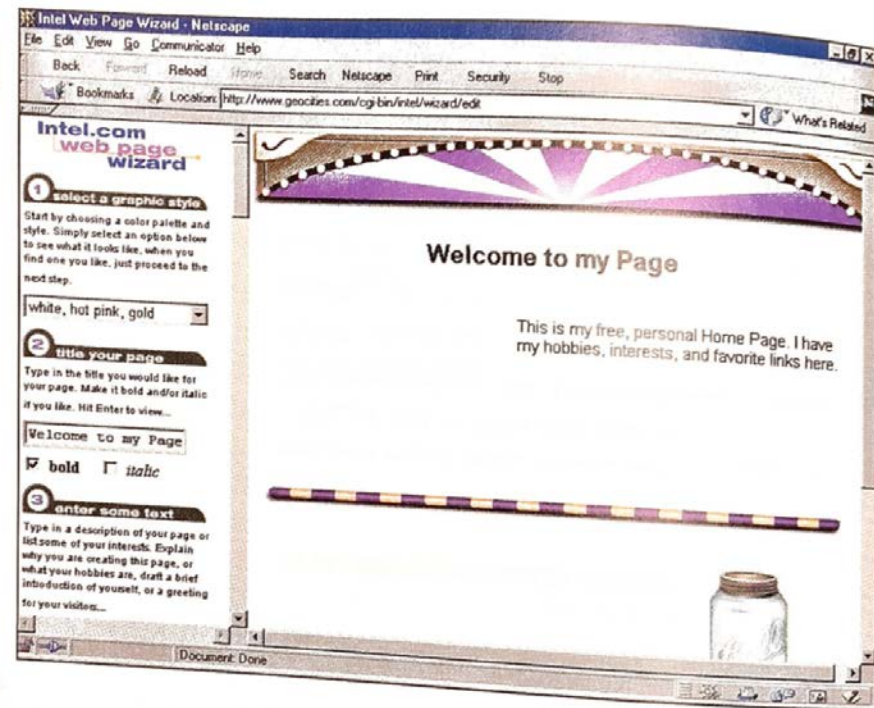 Intel Web Page Wizard - Netscape
File Edit View Go Communicator Help
Back Forward Reload Home Search Netscape Print Security Stop
Bookmarks Location: http://www.geocities.com/cgi-bin/intel/wizard/edit What's Related
Intel.com
web page
wizard
1 select a graphic style
Start by choosing a color palette and
style. Simply select an option below
to see what it looks like, when you
find one you like, just proceed to the
next step.
white, hot pink, gold
2 title your page
Type in the title you would like for
your page. Make it bold and/or italic
if you like. Hit Enter to view...
Welcome to my Page
bold italic
3 enter some text
Type in a description of your page or
list some of your interests. Explain
why you are creating this page, or
what your hobbies are, draft a brief
introduction of yourself, or a greeting
for your visitors...
Welcome to my Page
This is my free, personal Home Page. I have
my hobbies, interests, and favorite links here.
Document: Done